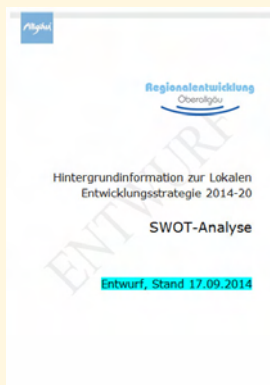 Allgäu
Regionalentwicklung
Oberallgäu
ENTWURF
Hintergrundinformation zur Lokalen
Entwicklungsstrategie 2014-20
SWOT-Analyse
Entwurf, Stand 17.09.2014